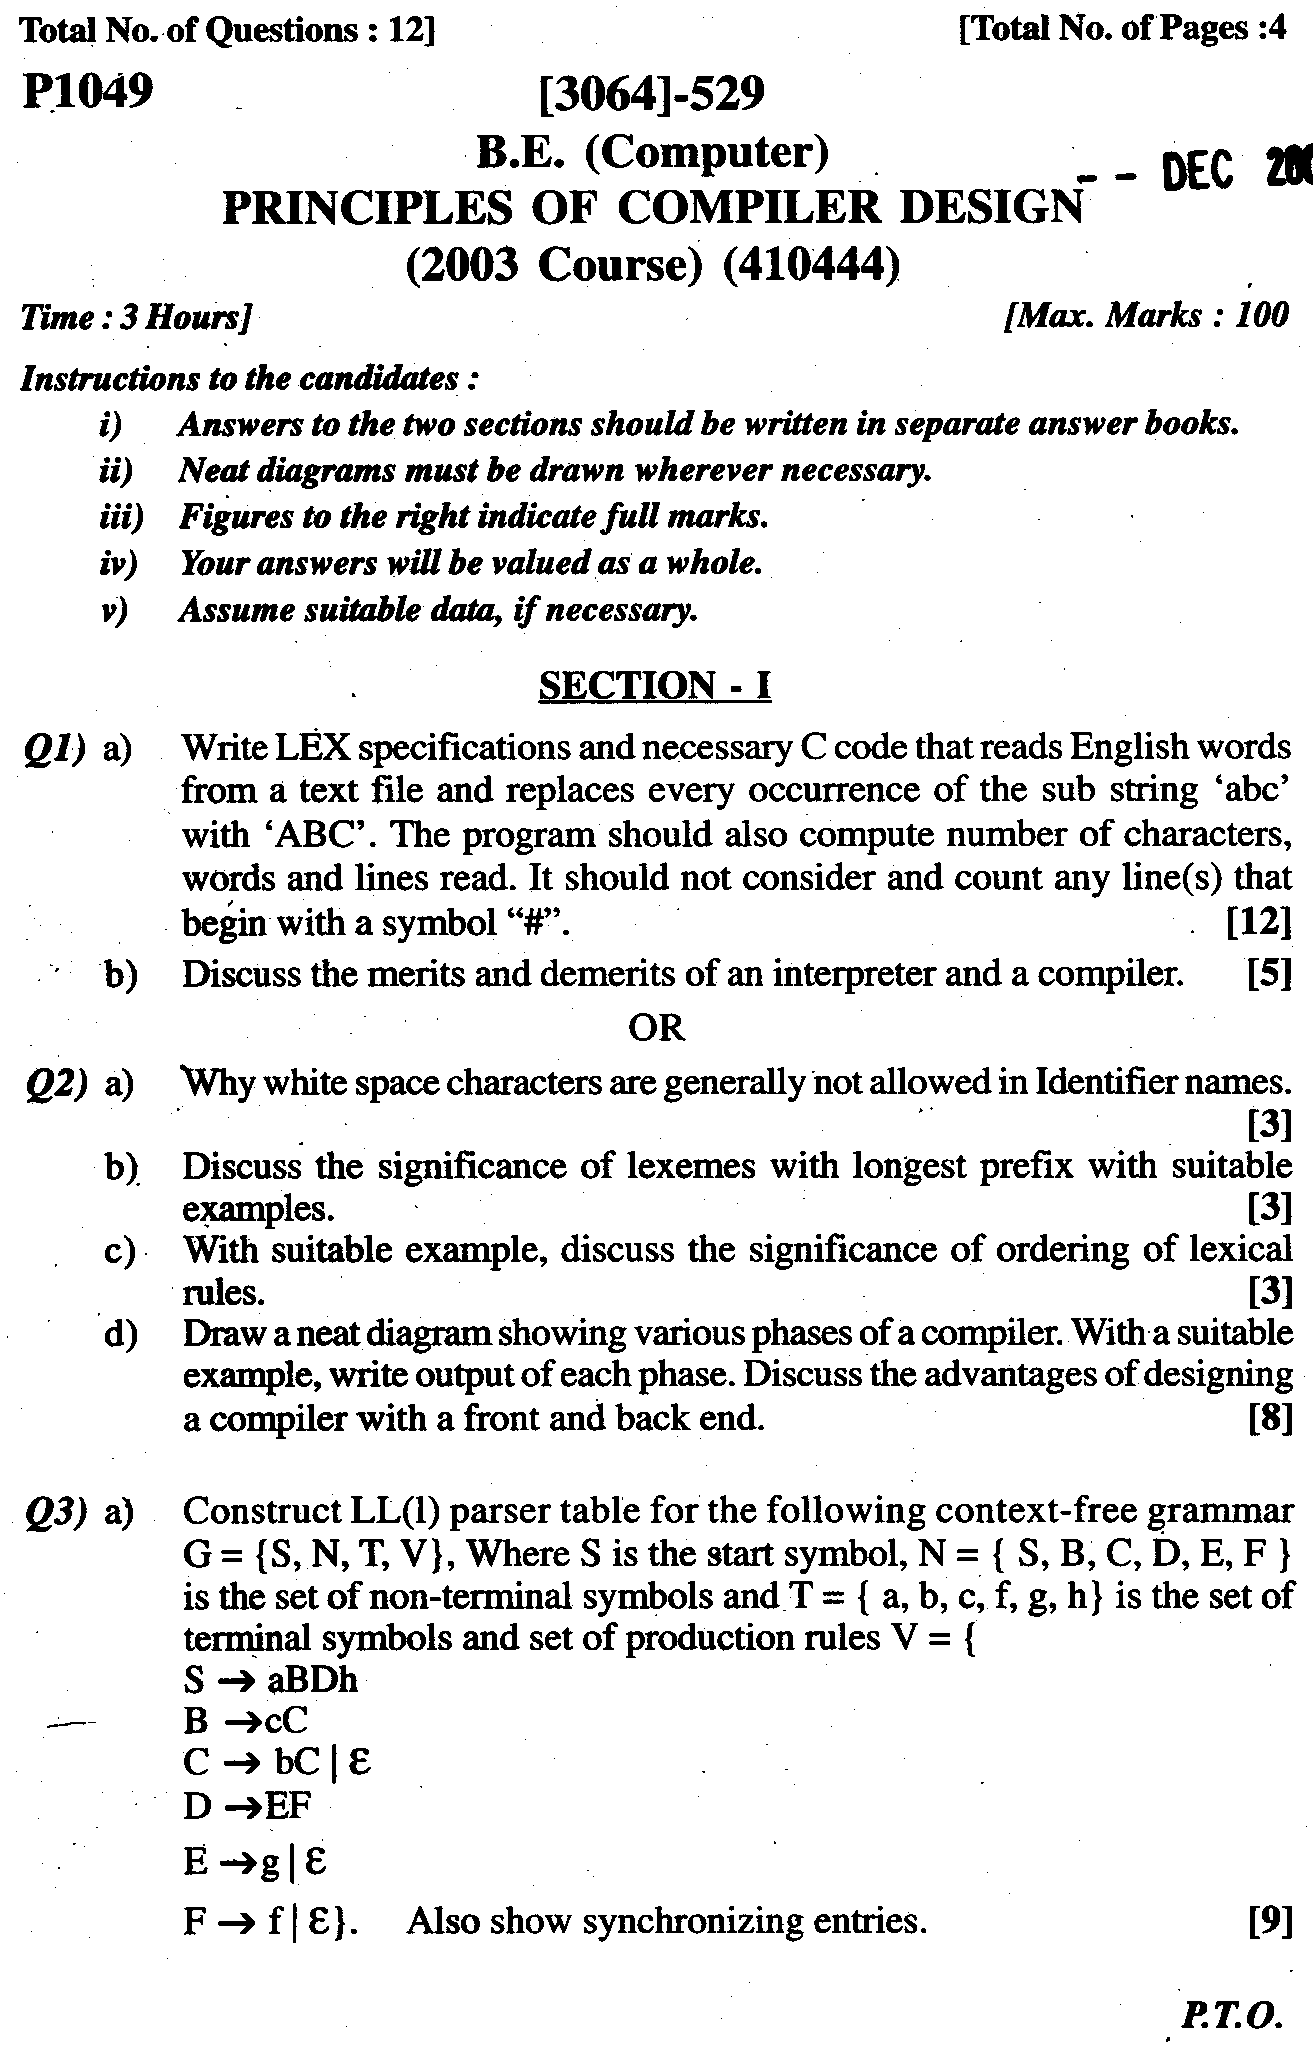 Total No. of Questions : 12]
[Total No. of Pages :4
P1049
[3064]-529
B.E. (Computer)
-- DEC
PRINCIPLES OF COMPILER DESIGN
(2003 Course) (410444)
Time : 3 Hours]
[Max. Marks : 100
Instructions to the candidates :
i) Answers to the two sections should be written in separate answer books.
ii) Neat diagrams must be drawn wherever necessary.
iii) Figures to the right indicate full marks.
iv) Your answers will be valued as a whole.
v) Assume suitable data, if necessary.
SECTION - I
Q1) a) Write LEX specifications and necessary C code that reads English words
from a text file and replaces every occurrence of the sub string ‘abc’
with ‘ABC’. The program should also compute number of characters,
words and lines read. It should not consider and count any line(s) that
begin with a symbol “#”. [12]
b) Discuss the merits and demerits of an interpreter and a compiler. [5]
OR
Q2) a) Why white space characters are generally not allowed in Identifier names.
[3]
b) Discuss the significance of lexemes with longest prefix with suitable
examples. [3]
c) With suitable example, discuss the significance of ordering of lexical
rules. [3]
d) Draw a neat diagram showing various phases of a compiler. With a suitable
example, write output of each phase. Discuss the advantages of designing
a compiler with a front and back end. [8]
Q3) a) Construct LL(l) parser table for the following context-free grammar
G = {S, N, T, V}, Where S is the start symbol, N = { S, B, C, D, E, F }
is the set of non-terminal symbols and T = { a, b, c, f, g, h} is the set of
terminal symbols and set of production rules V = {
S → aBDh
B →cC
C → bC | ε
D →EF
E →g | ε
F → f | ε}. Also show synchronizing entries. [9]
P.T.O.